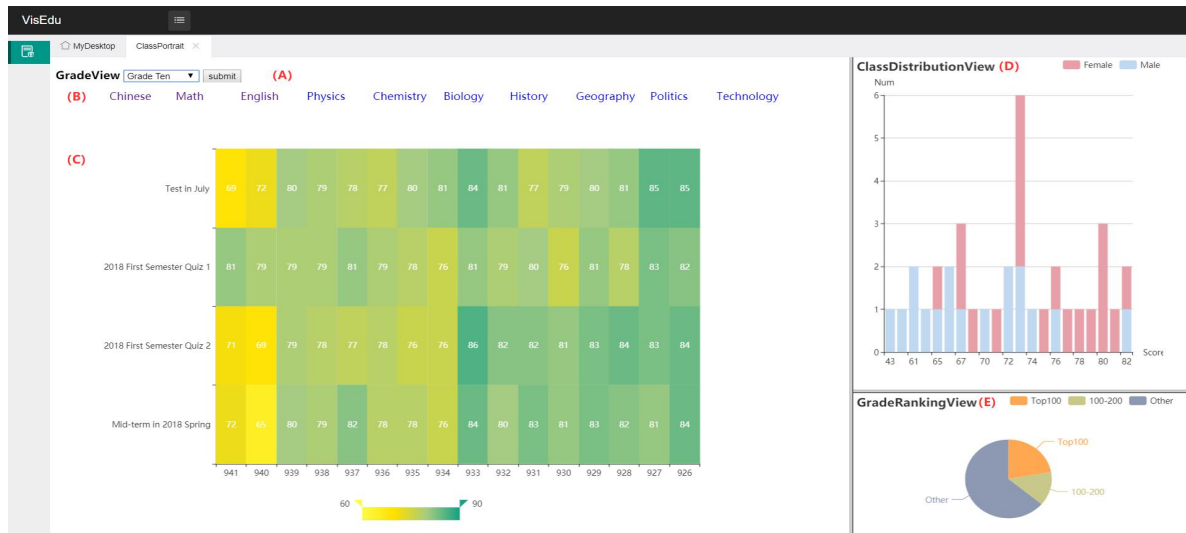 VisEdu
MyDesktop ClassPortrait
GradeView Grade Ten submit (A)
(B) Chinese Math English Physics Chemistry Biology History Geography Politics Technology
(C)
Test in July 69 72 80 79 78 77 80 81 84 81 77 79 80 81 85 85
2018 First Semester Quiz 1 81 79 79 79 81 79 78 76 81 79 80 76 81 78 83 82
2018 First Semester Quiz 2 71 69 79 78 77 78 76 76 86 82 82 81 83 84 83 84
Mid-term in 2018 Spring 72 65 80 79 82 78 78 76 84 80 83 81 83 82 81 84
941 940 939 938 937 936 935 934 933 932 931 930 929 928 927 926
60 90
ClassDistributionView (D) Female Male
Num
6
5
4
3
2
1
0
43 61 65 67 70 72 74 76 78 80 82 Score
GradeRankingView (E) Top100 100-200 Other
Top100
100-200
Other